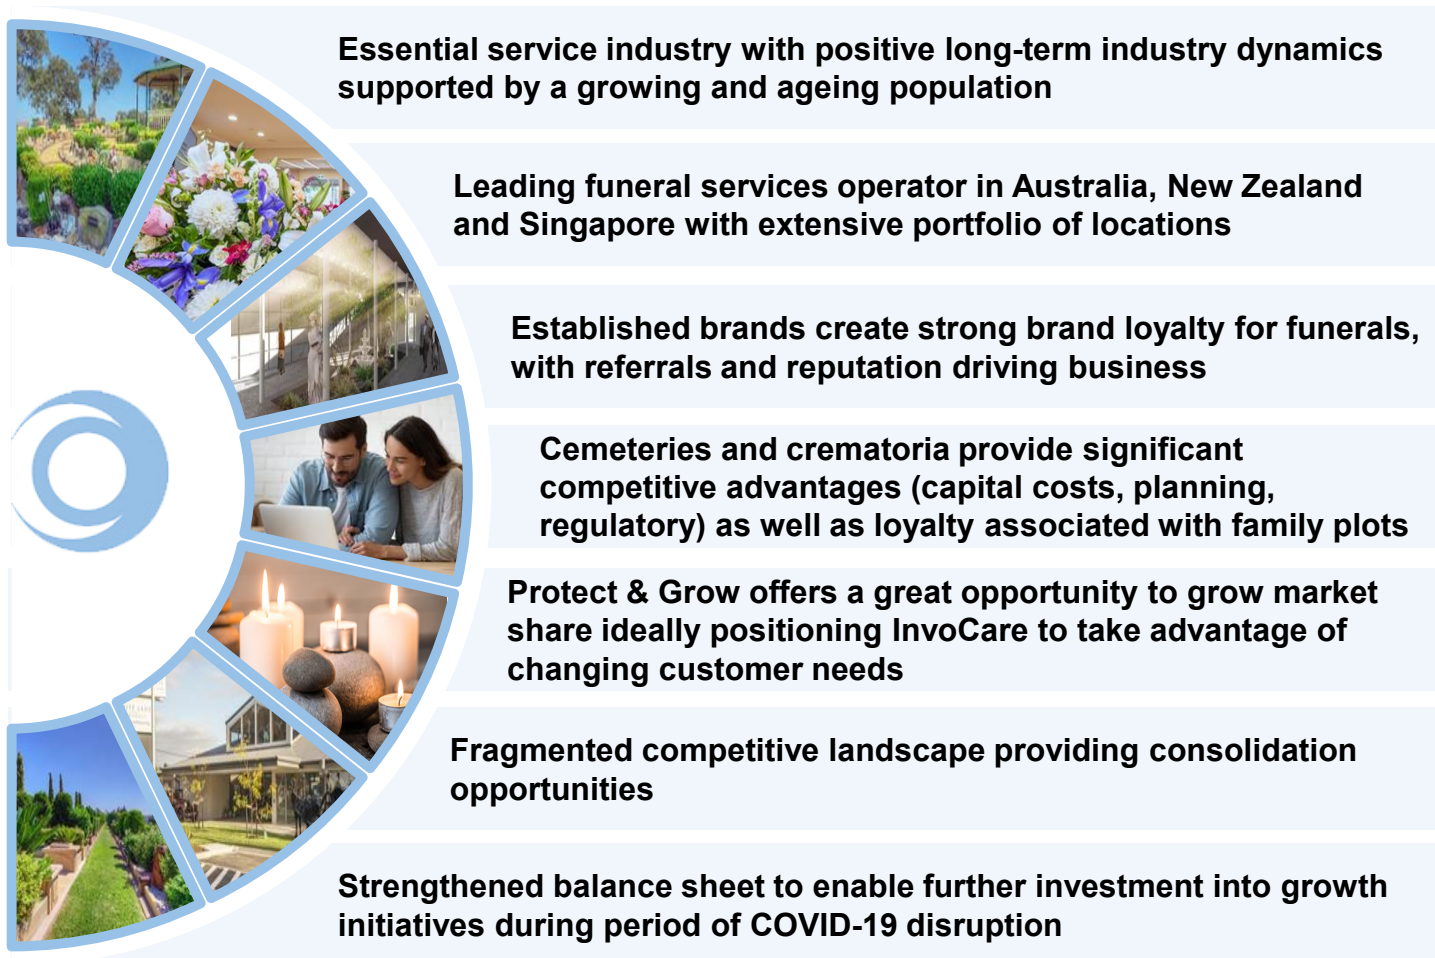 Essential service industry with positive long-term industry dynamics
supported by a growing and ageing population
Leading funeral services operator in Australia, New Zealand
and Singapore with extensive portfolio of locations
Established brands create strong brand loyalty for funerals,
with referrals and reputation driving business
Cemeteries and crematoria provide significant
competitive advantages (capital costs, planning,
regulatory) as well as loyalty associated with family plots
Protect & Grow offers a great opportunity to grow market
share ideally positioning InvoCare to take advantage of
changing customer needs
Fragmented competitive landscape providing consolidation
opportunities
Strengthened balance sheet to enable further investment into growth
initiatives during period of COVID-19 disruption